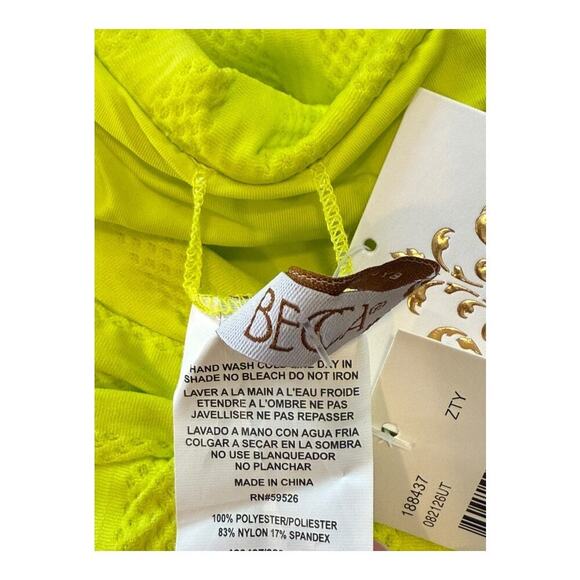 BECCA
HAND WASH COLD LINE DRY IN
SHADE NO BLEACH DO NOT IRON
LAVER A LA MAIN A L'EAU FROIDE
ETENDRE A L'OMBRE NE PAS
JAVELLISER NE PAS REPASSER
LAVADO A MANO CON AGUA FRIA
COLGAR A SECAR EN LA SOMBRA
NO USE BLANQUEADOR
NO PLANCHAR
MADE IN CHINA
RN#59526
100% POLYESTER/POLIESTER
83% NYLON 17% SPANDEX
ZTY
188437
082126UT